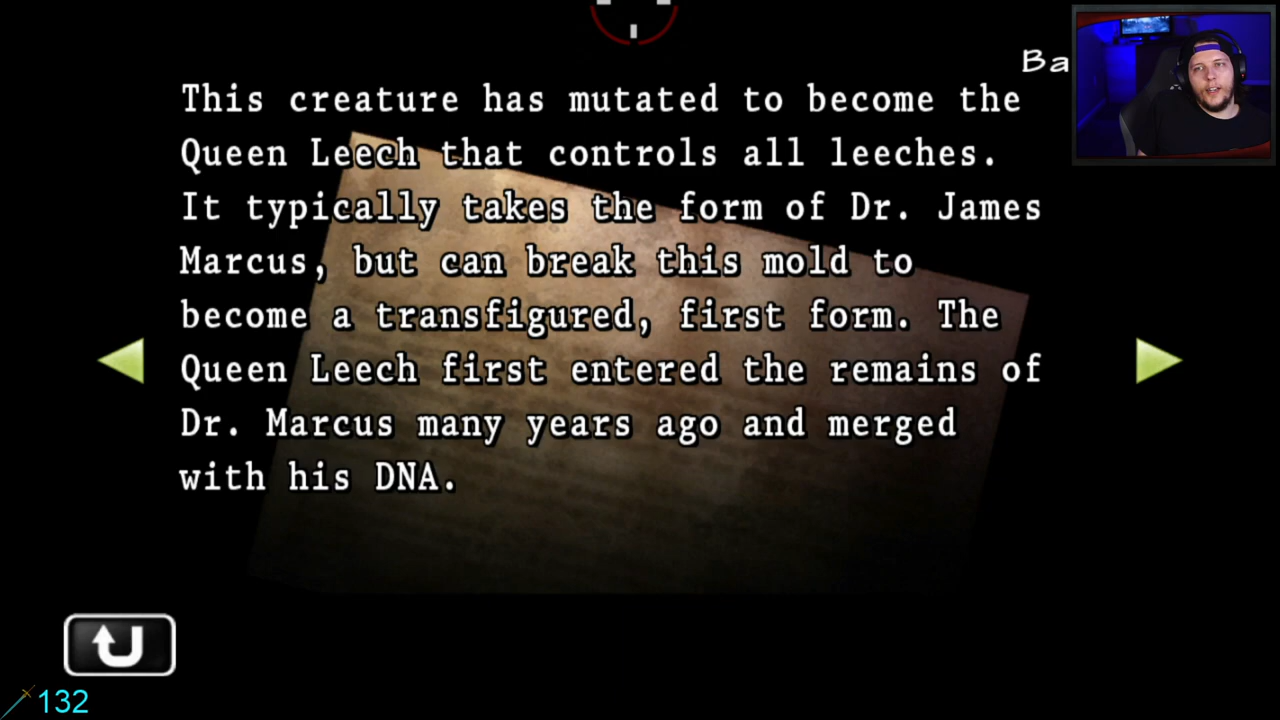 Ba
This creature has mutated to become the
Queen Leech that controls all leeches.
It typically takes the form of Dr. James
Marcus, but can break this mold to
become a transfigured, first form. The
Queen Leech first entered the remains of
Dr. Marcus many years ago and merged
with his DNA.
132